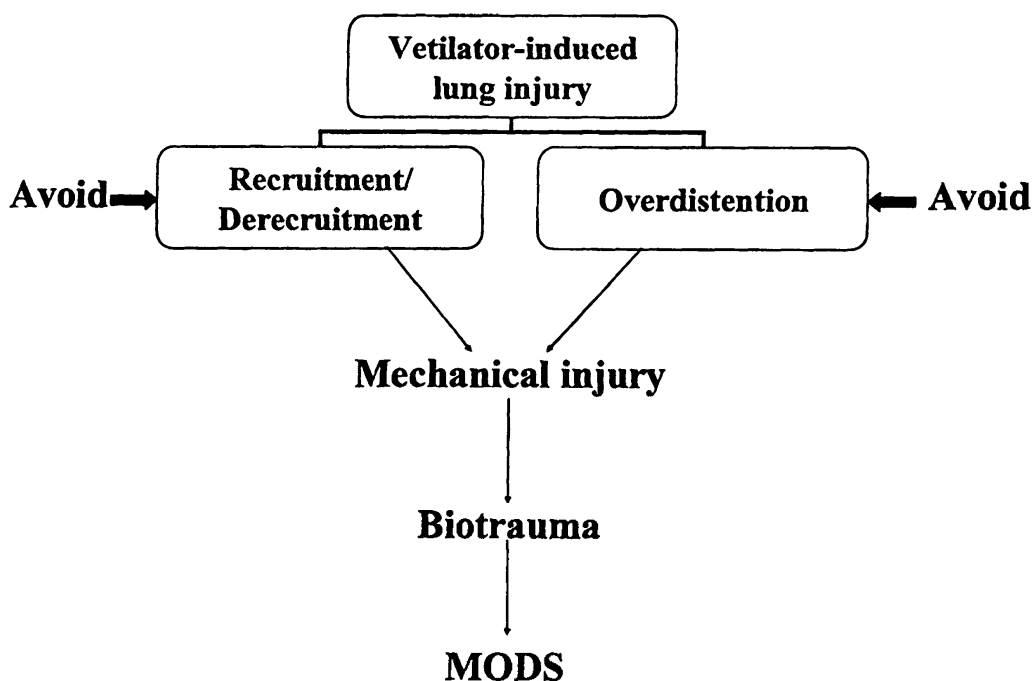 Vetilator-induced
lung injury
Avoid
Recruitment/
Derecruitment
Overdistention
Avoid
Mechanical injury
Biotrauma
MODS